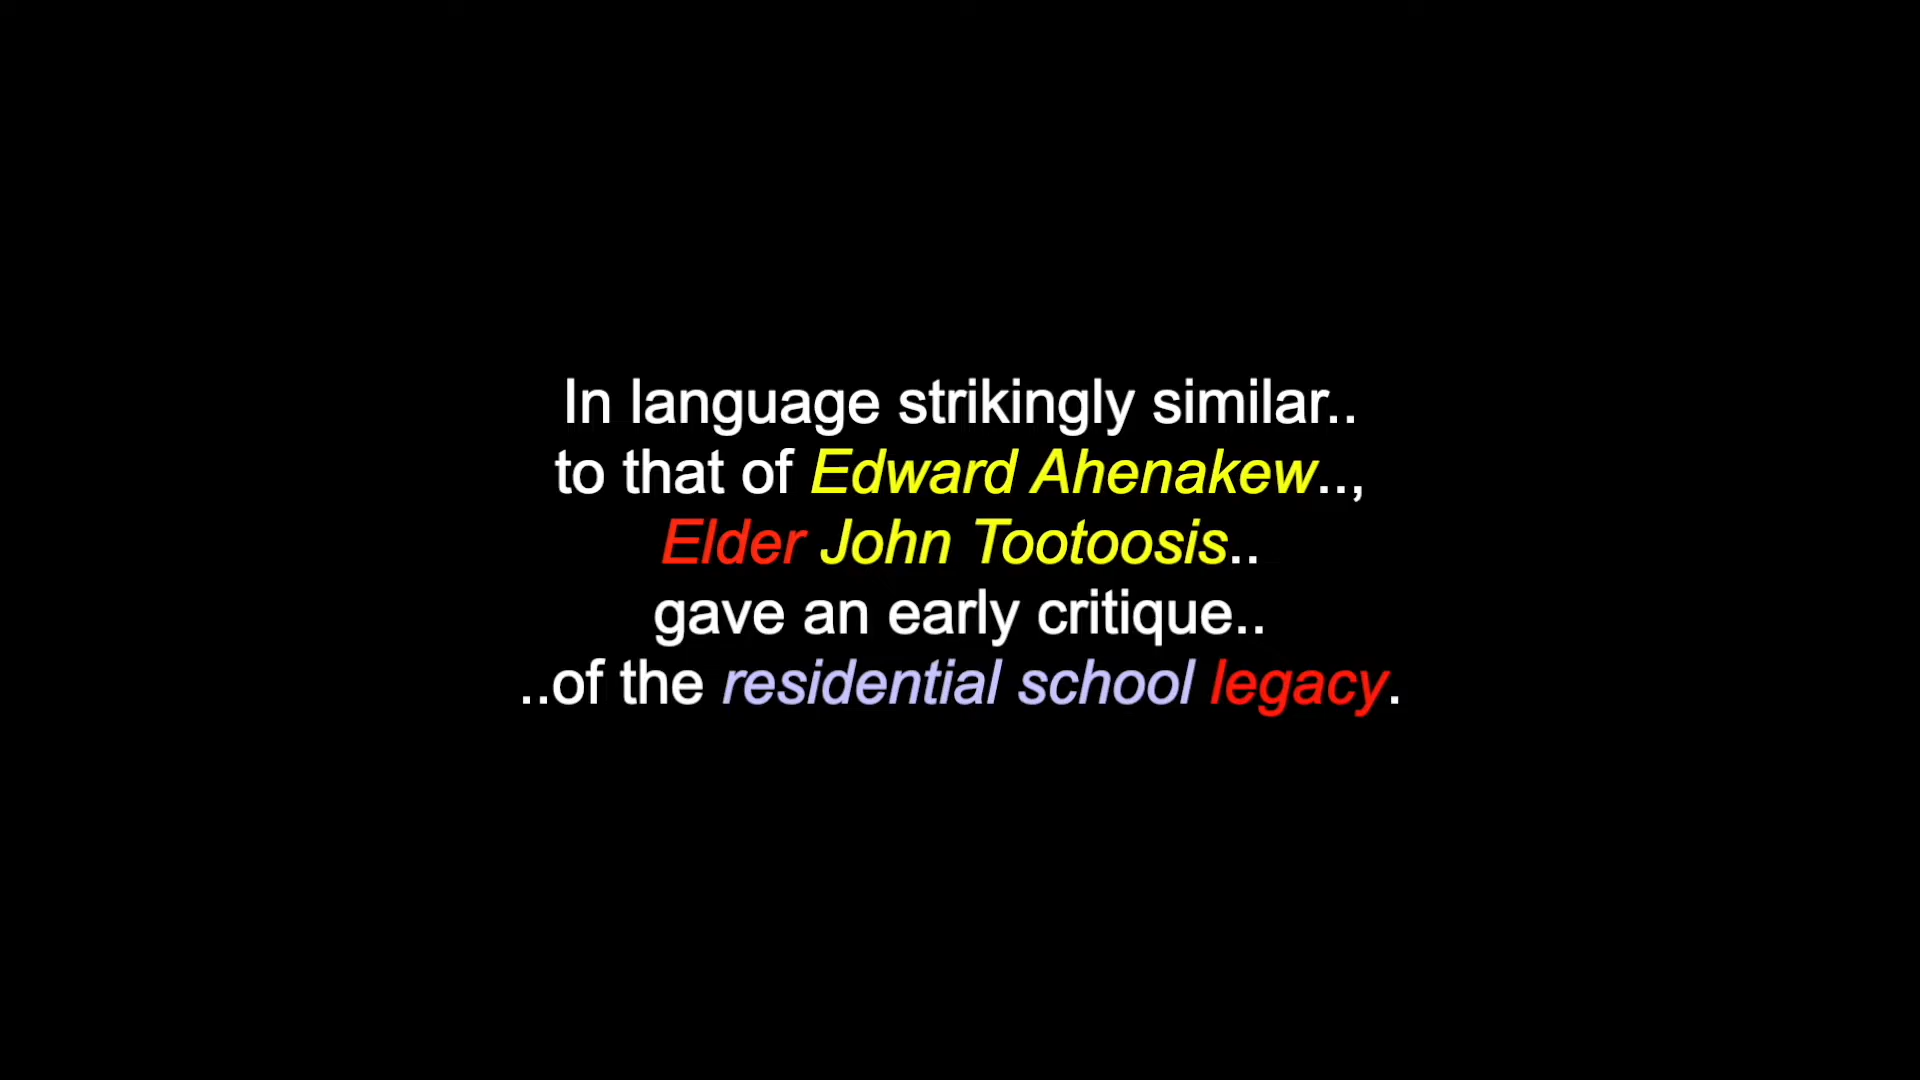 In language strikingly similar..
to that of Edward Ahenakew..,
Elder John Tootoosis..
gave an early critique..
..of the residential school legacy.